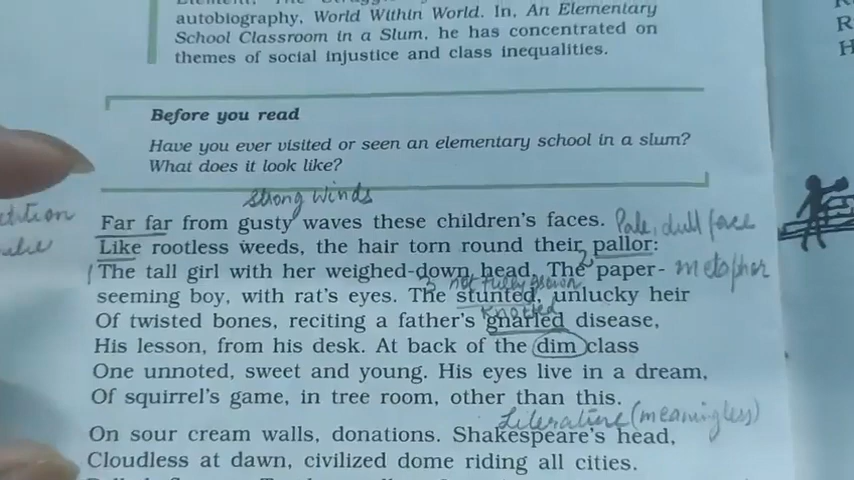 autobiography, World Within World. In, An Elementary
School Classroom in a Slum, he has concentrated on
themes of social injustice and class inequalities.
Before you read
Have you ever visited or seen an elementary school in a slum?
What does it look like?
strong winds
Far far from gusty waves these children's faces. Pale, dull face
Like rootless weeds, the hair torn round their pallor:
The tall girl with her weighed-down head. The paper- metaphor
not fully grown
seeming boy, with rat's eyes. The stunted, unlucky heir
knotted
Of twisted bones, reciting a father's gnarled disease,
His lesson, from his desk. At back of the dim class
One unnoted, sweet and young. His eyes live in a dream,
Of squirrel's game, in tree room, other than this.
Literature (meaningless)
On sour cream walls, donations. Shakespeare's head,
Cloudless at dawn, civilized dome riding all cities.